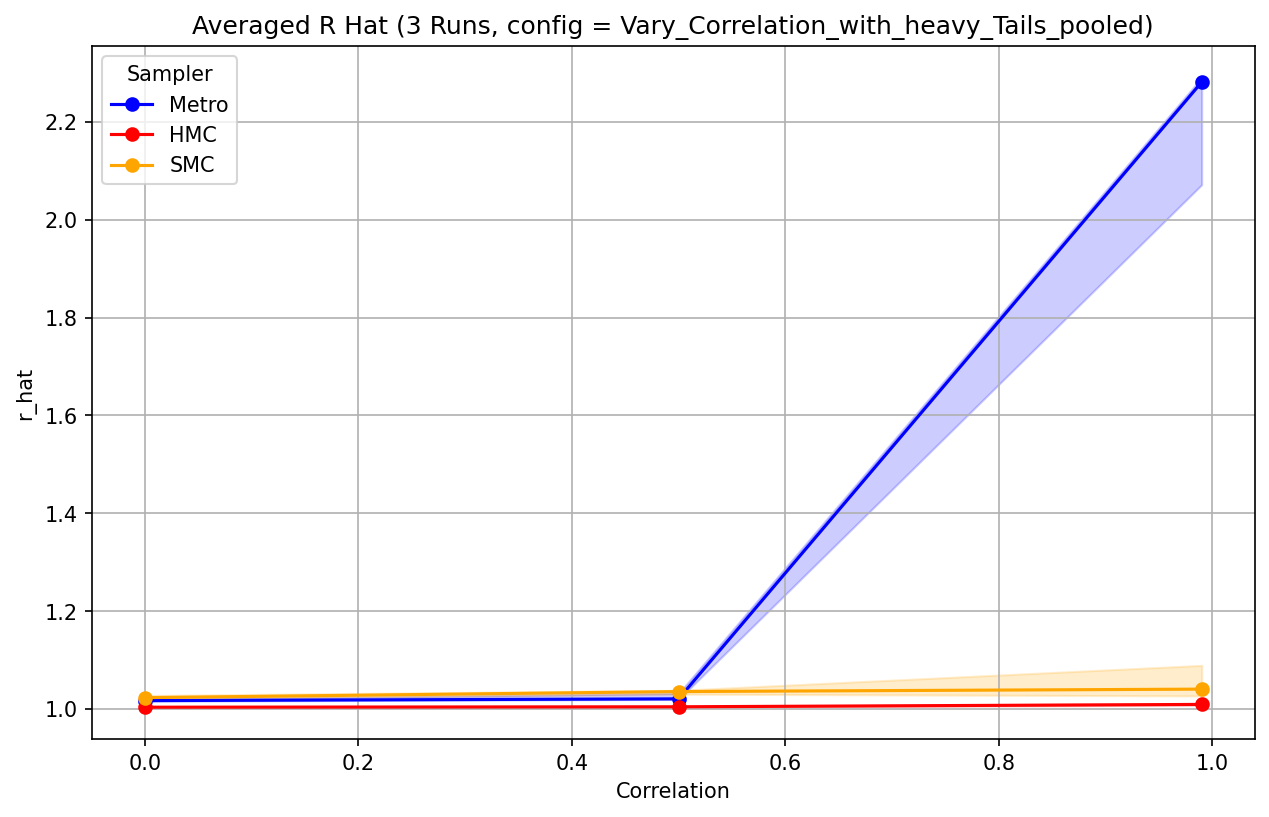 Averaged R Hat (3 Runs, config = Vary_Correlation_with_heavy_Tails_pooled)
Sampler
Metro
HMC
SMC
r_hat
2.2
2.0
1.8
1.6
1.4
1.2
1.0
0.0 0.2 0.4 0.6 0.8 1.0
Correlation